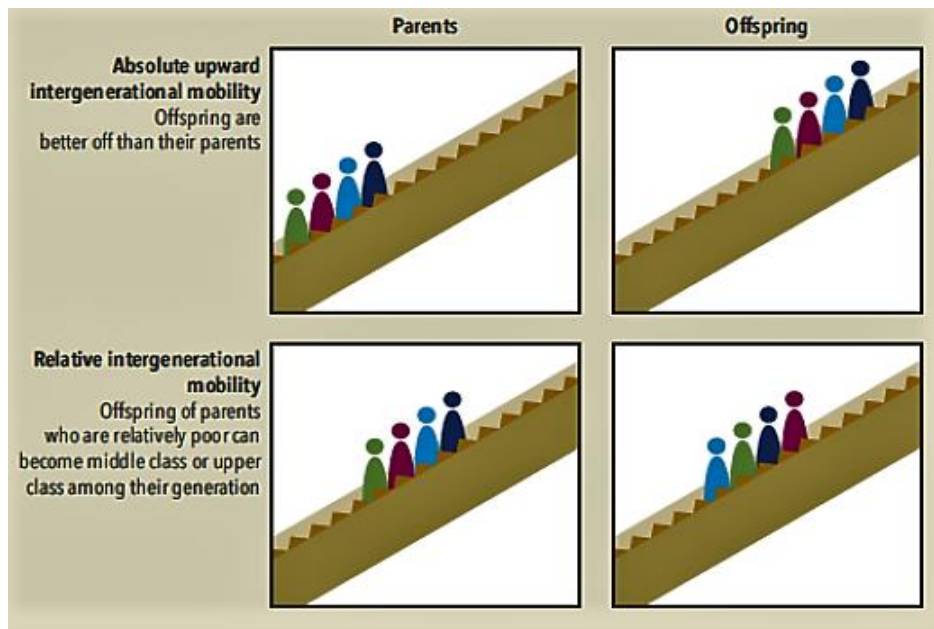 Parents
Offspring
Absolute upward
intergenerational mobility
Offspring are
better off than their parents
Relative intergenerational
mobility
Offspring of parents
who are relatively poor can
become middle class or upper
class among their generation